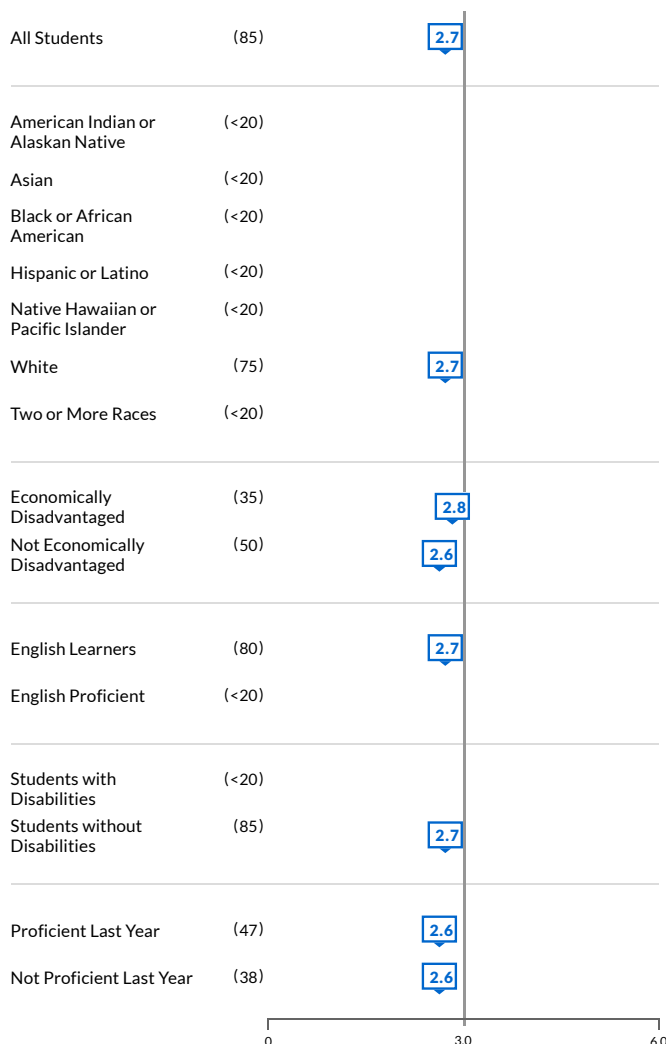 All Students (85) 2.7
American Indian or (<20)
Alaskan Native
Asian (<20)
Black or African (<20)
American
Hispanic or Latino (<20)
Native Hawaiian or (<20)
Pacific Islander
White (75) 2.7
Two or More Races (<20)
Economically (35) 2.8
Disadvantaged
Not Economically (50) 2.6
Disadvantaged
English Learners (80) 2.7
English Proficient (<20)
Students with (<20)
Disabilities
Students without (85) 2.7
Disabilities
Proficient Last Year (47) 2.6
Not Proficient Last Year (38) 2.6
0 3.0 6.0